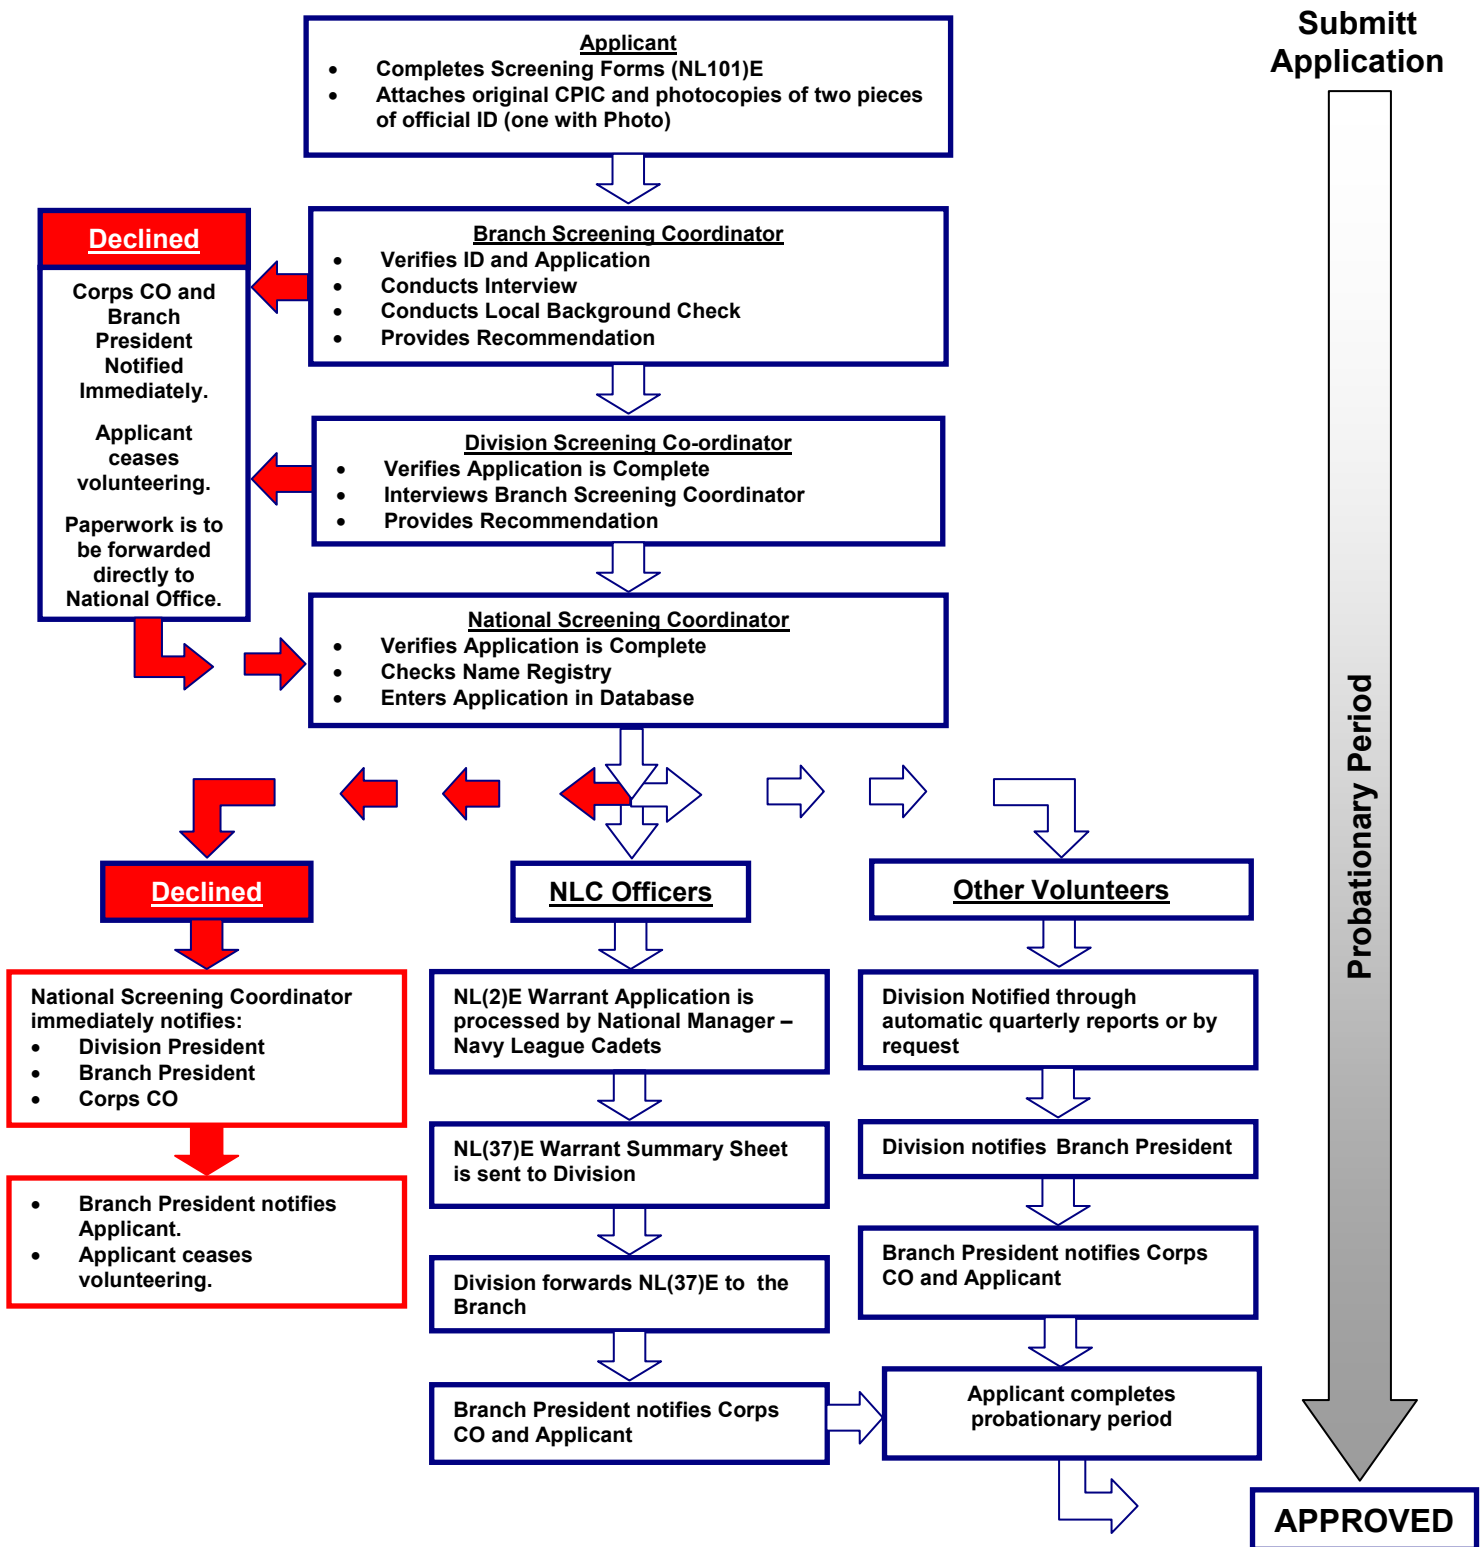 Submitt
Application
Applicant
• Completes Screening Forms (NL101)E
• Attaches original CPIC and photocopies of two pieces
of official ID (one with Photo)
Declined
Corps CO and
Branch
President
Notified
Immediately.
Applicant
ceases
volunteering.
Paperwork is to
be forwarded
directly to
National Office.
Branch Screening Coordinator
• Verifies ID and Application
• Conducts Interview
• Conducts Local Background Check
• Provides Recommendation
Division Screening Co-ordinator
• Verifies Application is Complete
• Interviews Branch Screening Coordinator
• Provides Recommendation
National Screening Coordinator
• Verifies Application is Complete
• Checks Name Registry
• Enters Application in Database
Probationary Period
Declined
National Screening Coordinator
immediately notifies:
• Division President
• Branch President
• Corps CO
• Branch President notifies
Applicant.
• Applicant ceases
volunteering.
NLC Officers
NL(2)E Warrant Application is
processed by National Manager –
Navy League Cadets
NL(37)E Warrant Summary Sheet
is sent to Division
Division forwards NL(37)E to the
Branch
Branch President notifies Corps
CO and Applicant
Other Volunteers
Division Notified through
automatic quarterly reports or by
request
Division notifies Branch President
Branch President notifies Corps
CO and Applicant
Applicant completes
probationary period
APPROVED